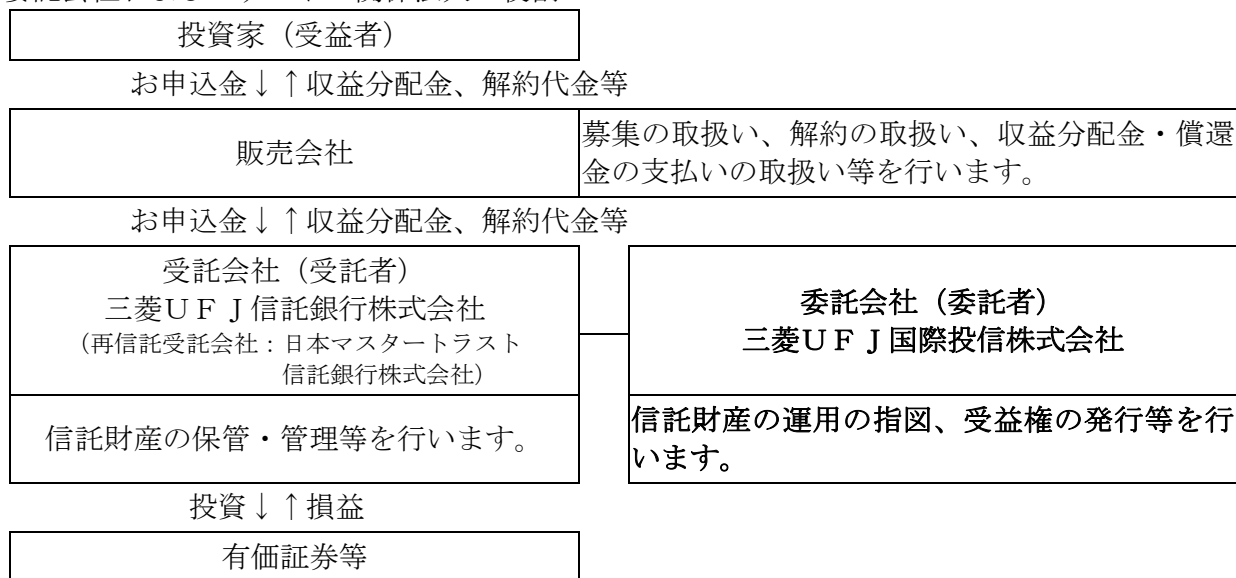 投資家（受益者）
お申込金↓↑収益分配金、解約代金等
販売会社
募集の取扱い、解約の取扱い、収益分配金・償還
金の支払いの取扱い等を行います。
お申込金↓↑収益分配金、解約代金等
受託会社（受託者）
三菱ＵＦＪ信託銀行株式会社
（再信託受託会社：日本マスタートラスト
信託銀行株式会社）
委託会社（委託者）
三菱ＵＦＪ国際投信株式会社
信託財産の保管・管理等を行います。
信託財産の運用の指図、受益権の発行等を行
います。
投資↓↑損益
有価証券等